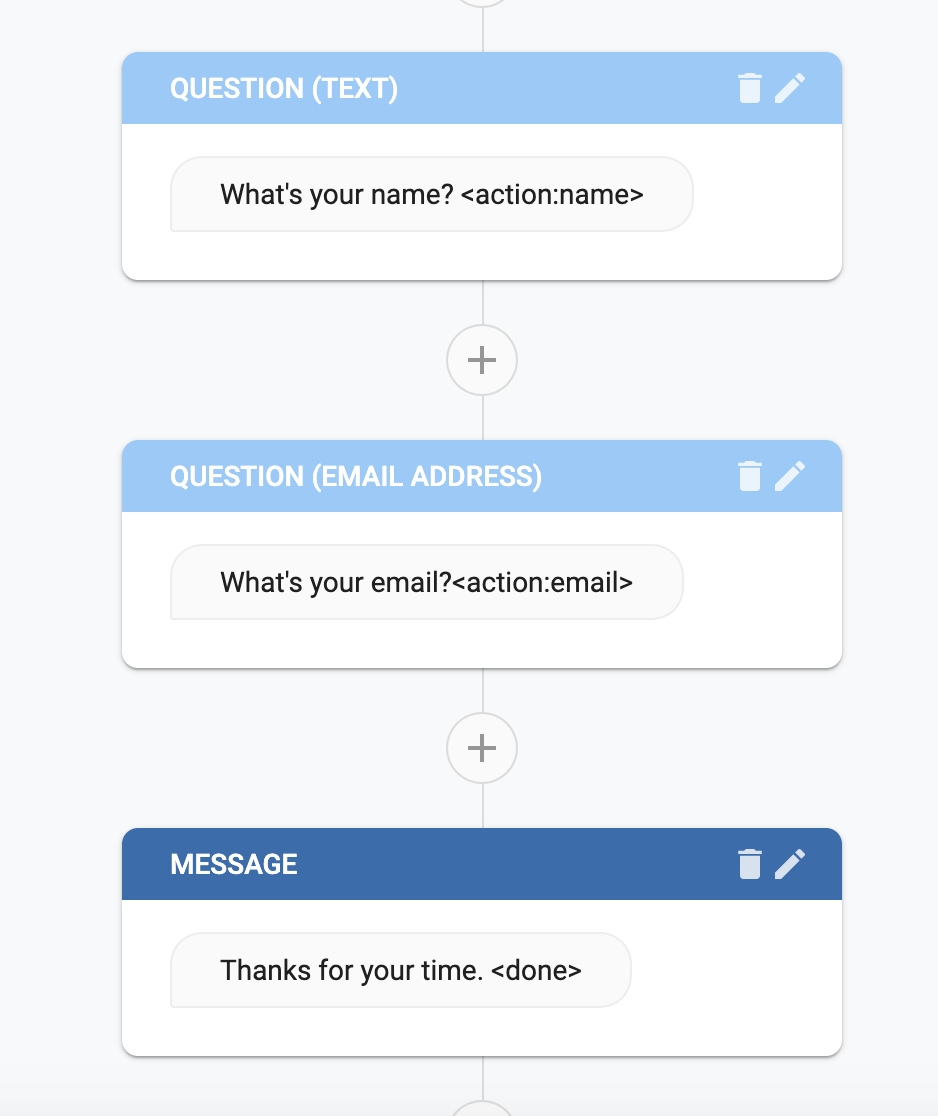 QUESTION (TEXT)
What's your name? <action:name>
QUESTION (EMAIL ADDRESS)
What's your email?<action:email>
MESSAGE
Thanks for your time. <done>